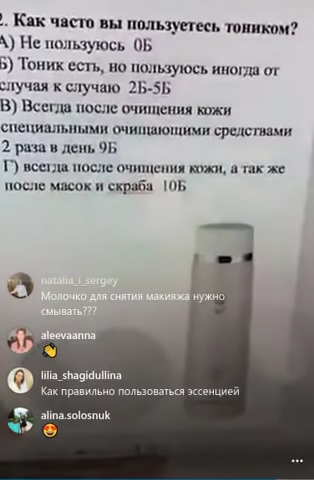 2. Как часто вы пользуетесь тоником?
А) Не пользуюсь 0Б
Б) Тоник есть, но пользуюсь иногда от
случая к случаю 2Б-5Б
В) Всегда после очищения кожи
специальными очищающими средствами
2 раза в день 9Б
Г) всегда после очищения кожи, а так же
после масок и скраба 10Б
natalia_i_sergey
Молочко для снятия макияжа нужно
смывать???
aleevaanna
👏
lilia_shagidullina
Как правильно пользоваться эссенцией
alina.solosnuk
😍